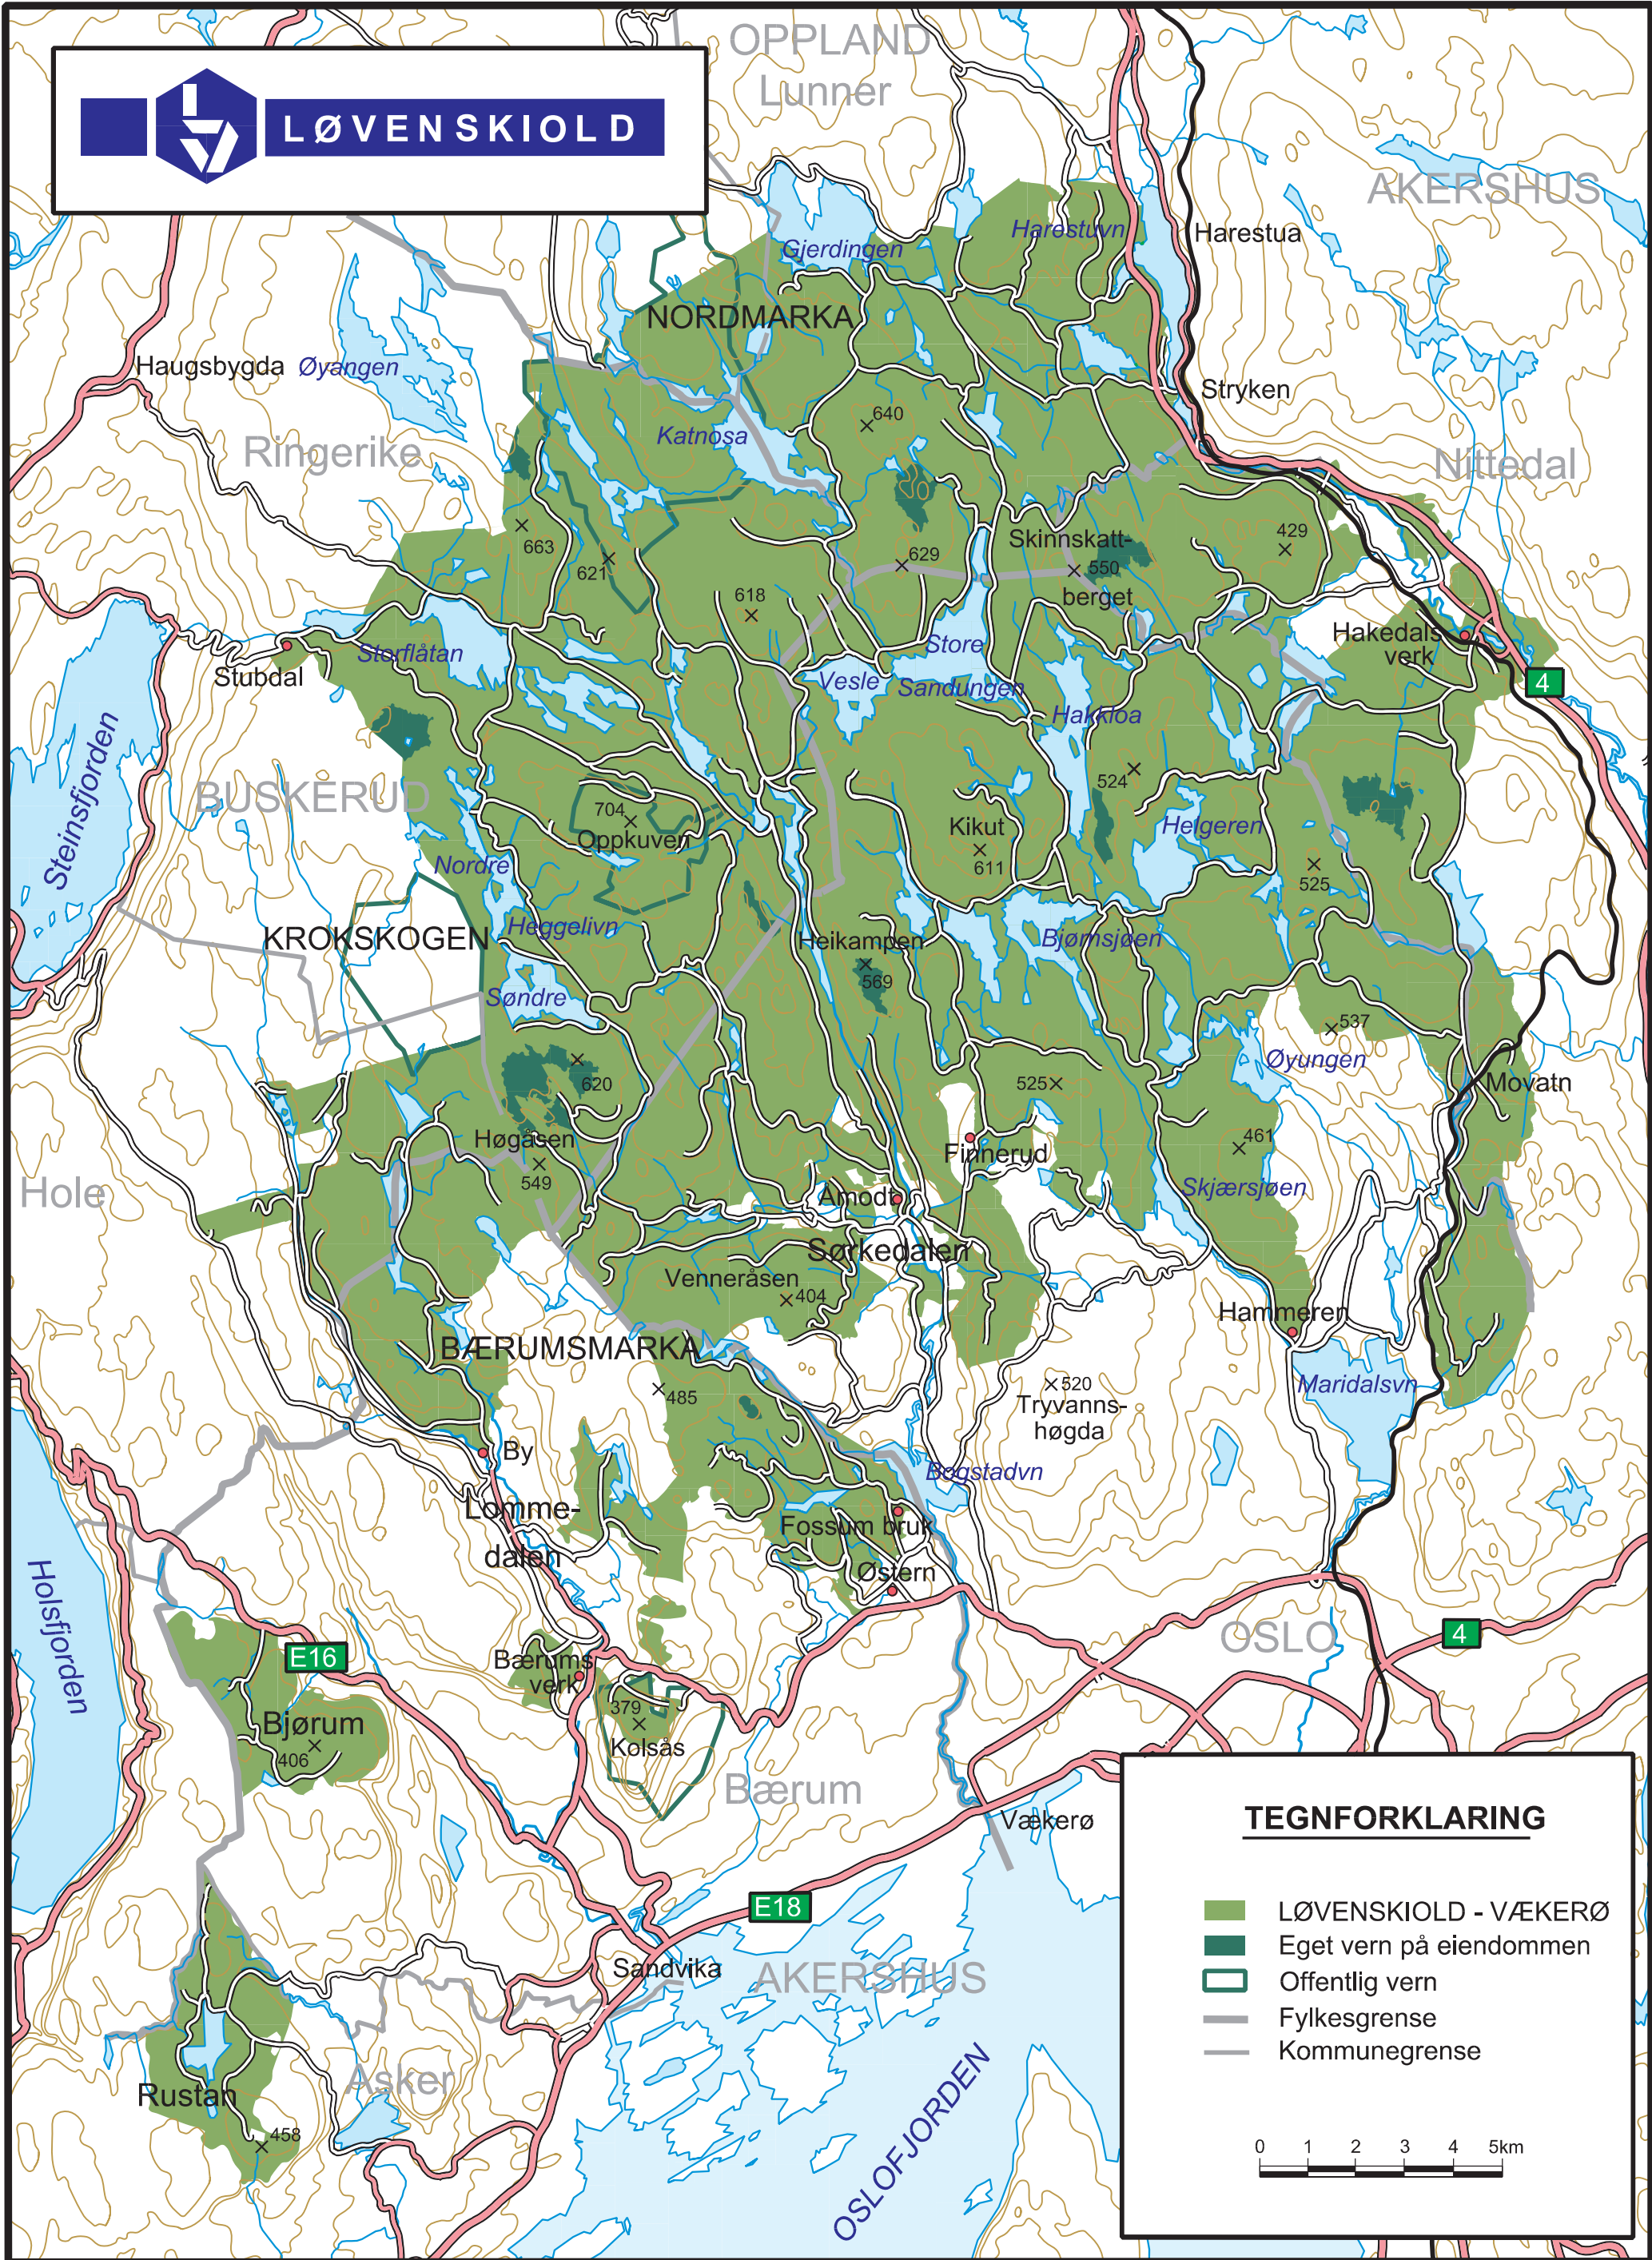 OPPLAND
Lunner
LØVENSKIOLD
AKERSHUS
Harestuvn
Harestua
Gjerdingen
NORDMARKA
Haugsbygda
Øyangen
Stryken
640
Katnosa
Ringerike
Nittedal
663
621
629
Skinnskatt-
550
berget
429
618
Hakedals
verk
Store
Storflåtan
Stubdal
Vesle
Sandungen
4
Hakkloa
Steinsfjorden
BUSKERUD
524
704
Oppkuven
Kikut
611
Helgeren
Nordre
525
KROKSKOGEN
Heggelivn
Heikampen
569
Bjørnsjøen
Søndre
537
Øyungen
620
525
Movatn
Høgåsen
549
Finnerud
461
Hole
Åmodt
Skjærsjøen
Sørkedalen
Venneråsen
404
Hammeren
BÆRUMSMARKA
485
520
Tryvanns-
høgda
Maridalsvn
By
Bogstadvn
Lomme-
dalen
Fossum bruk
Østern
Holsfjorden
OSLO
4
E16
Bærums
verk
379
Kolsås
Bjørum
406
Bærum
Vækerø
E18
Sandvika
AKERSHUS
Asker
Rustan
458
OSLOFJORDEN
TEGNFORKLARING
LØVENSKIOLD - VÆKERØ
Eget vern på eiendommen
Offentlig vern
Fylkesgrense
Kommunegrense
0 1 2 3 4 5km